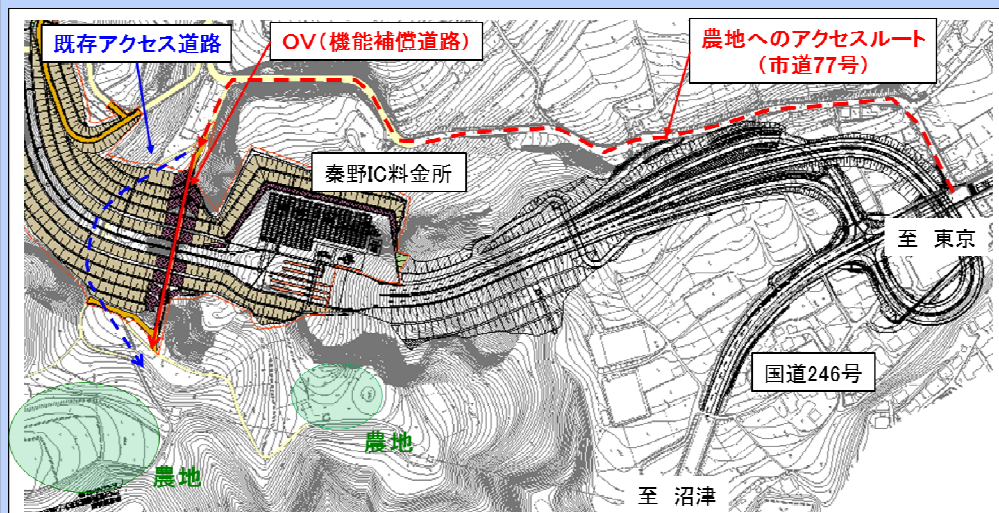 既存アクセス道路
OV(機能補償道路)
農地へのアクセスルート
(市道77号)
秦野IC料金所
至 東京
国道246号
農地
農地
至 沼津